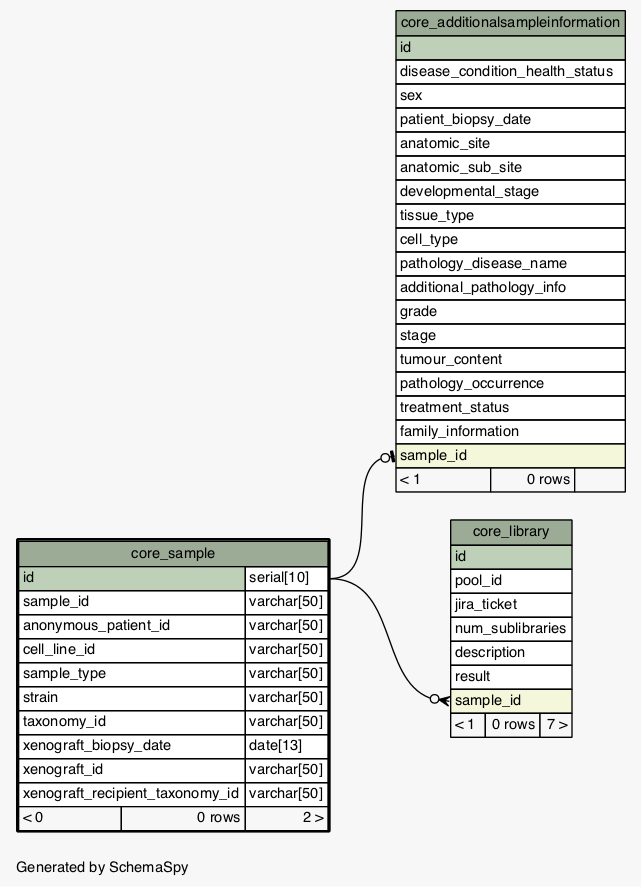 core_additionalsampleinformation
id
disease_condition_health_status
sex
patient_biopsy_date
anatomic_site
anatomic_sub_site
developmental_stage
tissue_type
cell_type
pathology_disease_name
additional_pathology_info
grade
stage
tumour_content
pathology_occurrence
treatment_status
family_information
sample_id
< 1 0 rows
core_library
id
pool_id
jira_ticket
num_sublibraries
description
result
sample_id
< 1 0 rows 7 >
core_sample
id serial[10]
sample_id varchar[50]
anonymous_patient_id varchar[50]
cell_line_id varchar[50]
sample_type varchar[50]
strain varchar[50]
taxonomy_id varchar[50]
xenograft_biopsy_date date[13]
xenograft_id varchar[50]
xenograft_recipient_taxonomy_id varchar[50]
< 0 0 rows 2 >
Generated by SchemaSpy